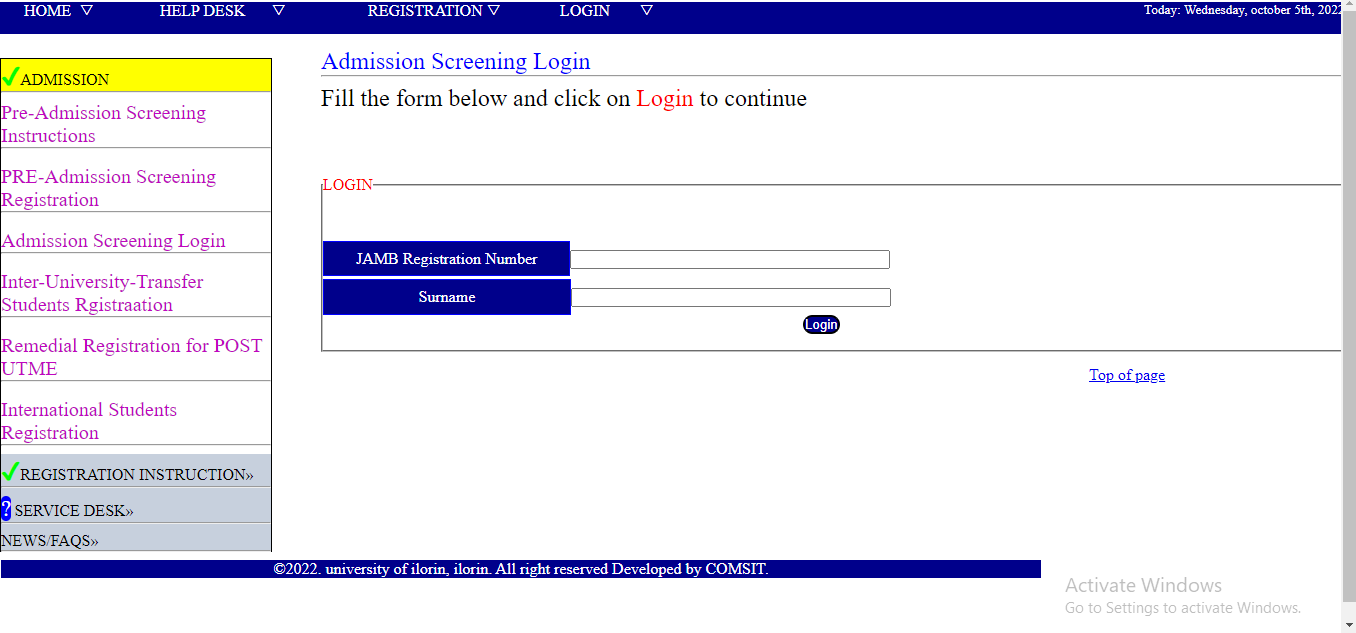 HOME ▽ HELP DESK ▽ REGISTRATION ▽ LOGIN ▽ Today: Wednesday, october 5th, 2022
✔ADMISSION
Pre-Admission Screening
Instructions
PRE-Admission Screening
Registration
Admission Screening Login
Inter-University-Transfer
Students Rgistraation
Remedial Registration for POST
UTME
International Students
Registration
✔REGISTRATION INSTRUCTION»
? SERVICE DESK»
NEWS/FAQS»
Admission Screening Login
Fill the form below and click on Login to continue
LOGIN
JAMB Registration Number
Surname
Login
Top of page
©2022. university of ilorin, ilorin. All right reserved Developed by COMSIT.
Activate Windows
Go to Settings to activate Windows.